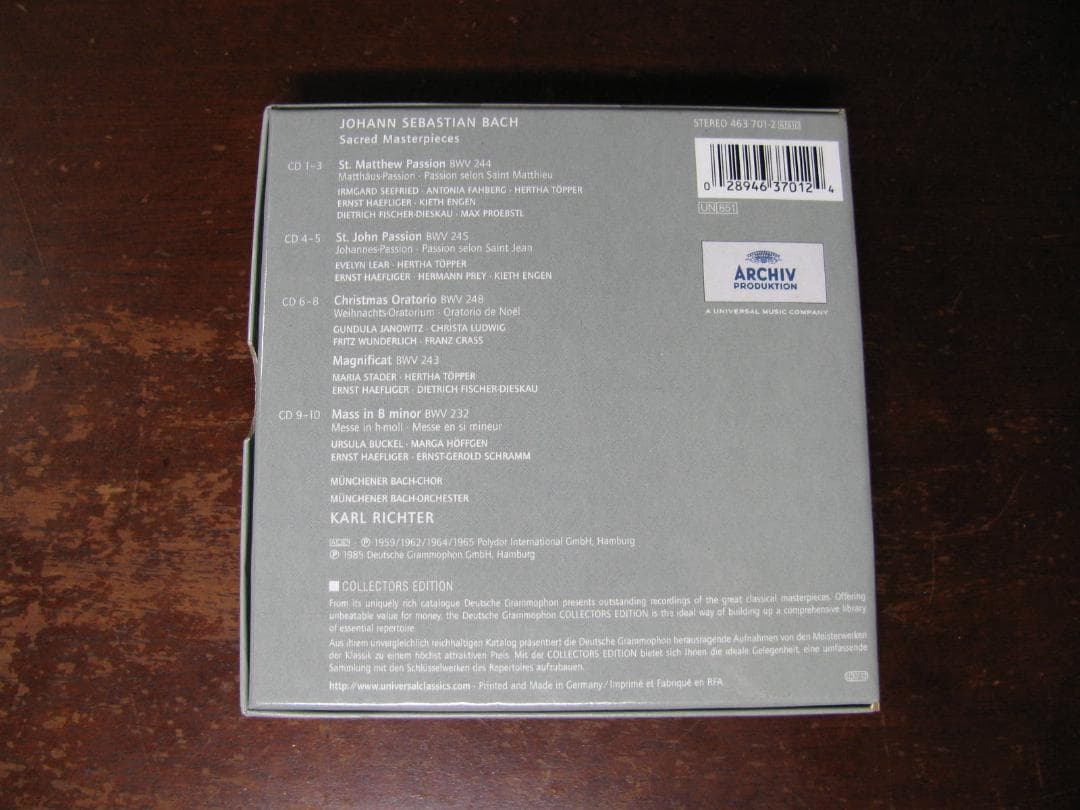 JOHANN SEBASTIAN BACH
Sacred Masterpieces
STEREO 463 701-2
0 28946 37012 4
UN 851
ARCHIV
PRODUKTION
A UNIVERSAL MUSIC COMPANY
CD 1-3 St. Matthew Passion BWV 244
Matthäus-Passion · Passion selon Saint Matthieu
IRMGARD SEEFRIED · ANTONIA FAHBERG · HERTHA TÖPPER
ERNST HAEFLIGER · KIETH ENGEN
DIETRICH FISCHER-DIESKAU · MAX PROEBSTL
CD 4-5 St. John Passion BWV 245
Johannes-Passion · Passion selon Saint Jean
EVELYN LEAR · HERTHA TÖPPER
ERNST HAEFLIGER · HERMANN PREY · KIETH ENGEN
CD 6-8 Christmas Oratorio BWV 248
Weihnachts-Oratorium · Oratorio de Noël
GUNDULA JANOWITZ · CHRISTA LUDWIG
FRITZ WUNDERLICH · FRANZ CRASS
Magnificat BWV 243
MARIA STADER · HERTHA TÖPPER
ERNST HAEFLIGER · DIETRICH FISCHER-DIESKAU
CD 9-10 Mass in B minor BWV 232
Messe in h-moll · Messe en si mineur
URSULA BUCKEL · MARGA HÖFFGEN
ERNST HAEFLIGER · ERNST-GEROLD SCHRAMM
MÜNCHENER BACH-CHOR
MÜNCHENER BACH-ORCHESTER
KARL RICHTER
ADD · ℗ 1959/1962/1964/1965 Polydor International GmbH, Hamburg
℗ 1985 Deutsche Grammophon GmbH, Hamburg
COLLECTORS EDITION
From its uniquely rich catalogue Deutsche Grammophon presents outstanding recordings of the great classical masterpieces. Offering
unbeatable value for money, the Deutsche Grammophon COLLECTORS EDITION is the ideal way of building up a comprehensive library
of essential repertoire.
Aus ihrem unvergleichlich reichhaltigen Katalog präsentiert die Deutsche Grammophon herausragende Aufnahmen von den Meisterwerken
der Klassik zu einem höchst attraktiven Preis. Mit der COLLECTORS EDITION bietet sich Ihnen die ideale Gelegenheit, eine umfassende
Sammlung mit den Schlüsselwerken des Repertoires aufzubauen.
http://www.universalclassics.com · Printed and Made in Germany / Imprimé et Fabriqué en RFA